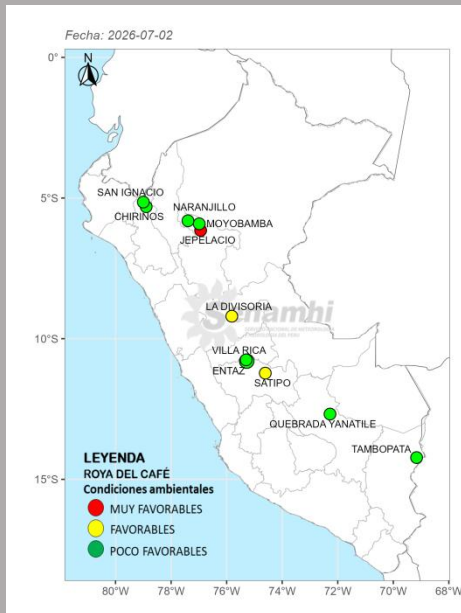 Fecha: 2026-07-02
N
0°
SAN IGNACIO
NARANJILLO
5°S
CHIRINOS
MOYOBAMBA
JEPELACIO
LA DIVISORIA
Senamhi
10°S
VILLA RICA
ENTAZ
SATIPO
QUEBRADA YANATILE
TAMBOPATA
LEYENDA
ROYA DEL CAFÉ
Condiciones ambientales
MUY FAVORABLES
FAVORABLES
POCO FAVORABLES
15°S
80°W 78°W 76°W 74°W 72°W 70°W 68°W